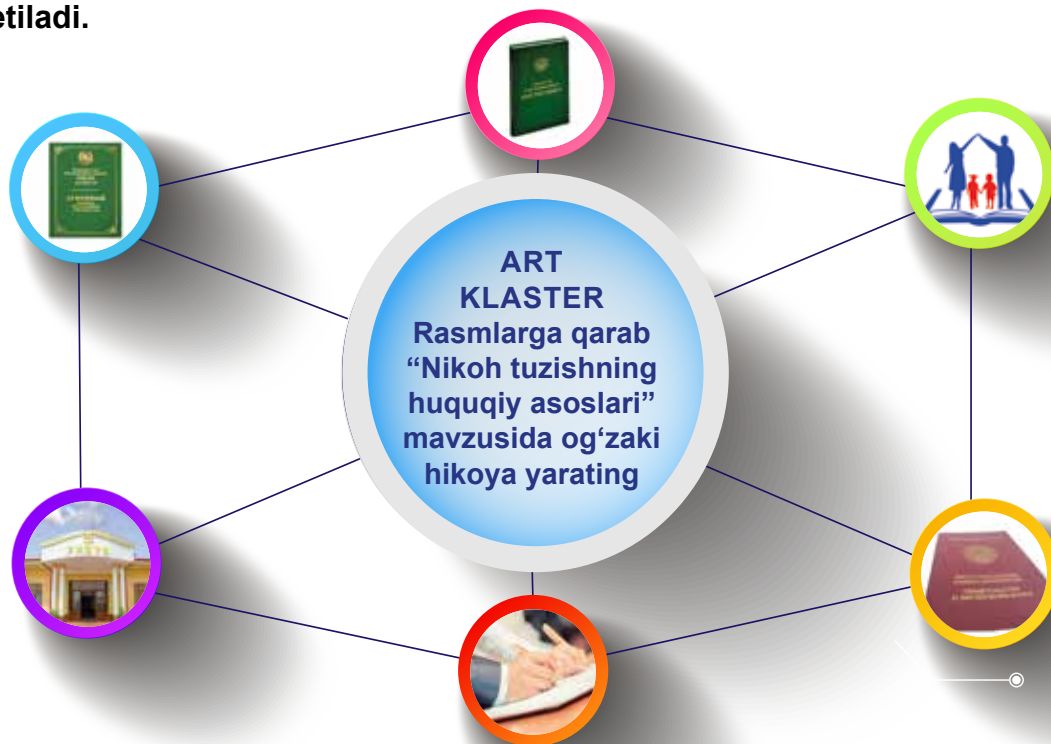 etiladi.
ART
KLASTER
Rasmlarga qarab
“Nikoh tuzishning
huquqiy asoslari”
mavzusida og‘zaki
hikoya yarating